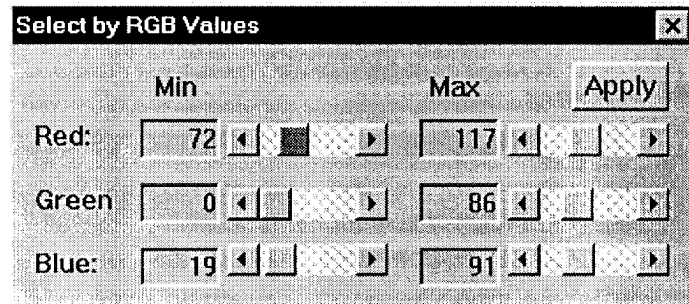 Select by RGB Values
Min Max Apply
Red: 72 117
Green 0 86
Blue: 19 91